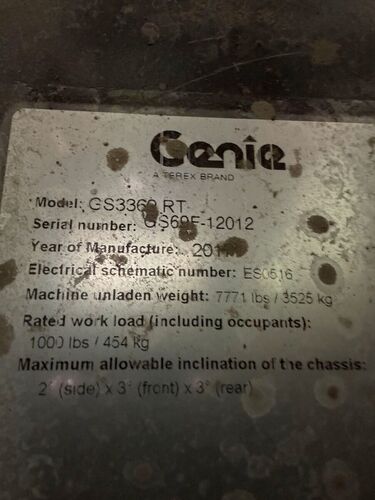 Genie
A TEREX BRAND
Model: GS3369 RT
Serial number: GS69F-12012
Year of Manufacture:
Electrical schematic number: ES0516
Machine unladen weight: 7771 lbs / 3525 kg
Rated work load (including occupants):
1000 lbs / 454 kg
Maximum allowable inclination of the chassis:
2° (side) x 3° (front) x 3° (rear)